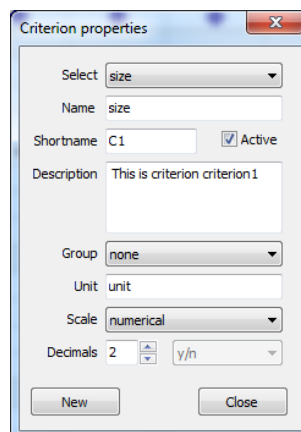 Criterion properties
Select size
Name size
Shortname C1 Active
Description This is criterion criterion1
Group none
Unit unit
Scale numerical
Decimals 2 y/n
New Close